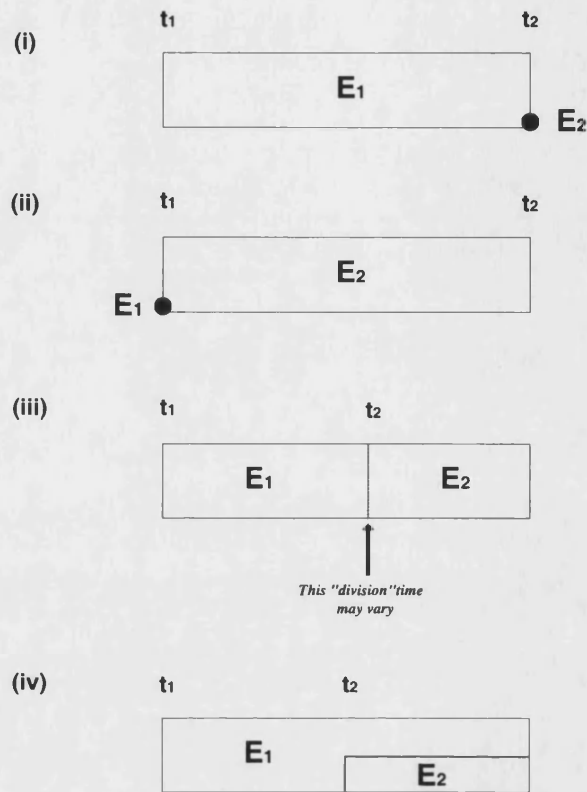 t1 t2
(i)
E1
E2
(ii) t1 t2
E2
E1
(iii) t1 t2
E1 E2
This "division"time
may vary
(iv) t1 t2
E1
E2